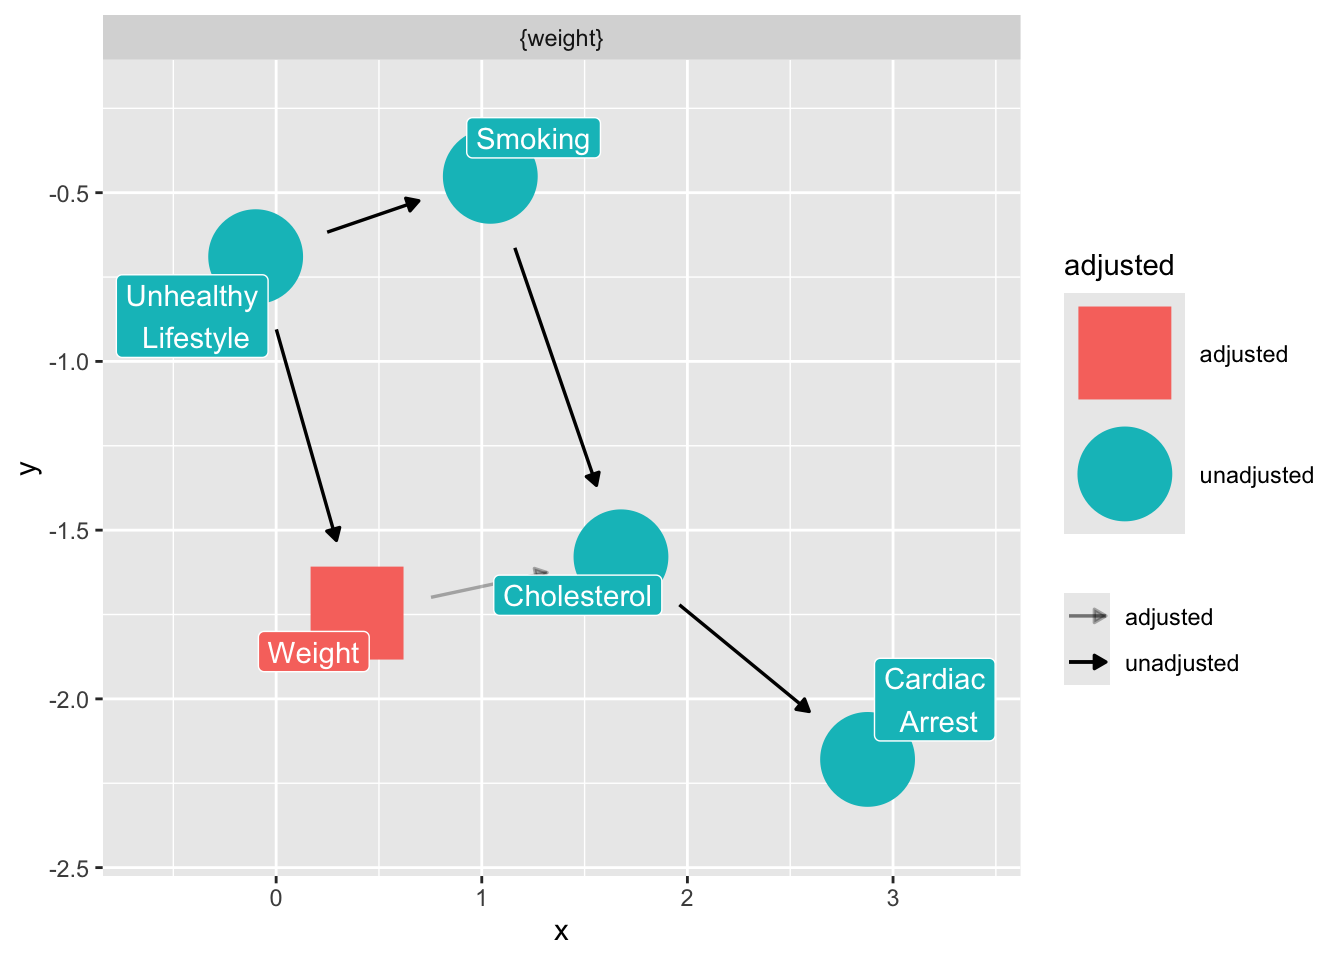 {weight}
Smoking
Unhealthy
Lifestyle
Weight
Cholesterol
Cardiac
Arrest
-0.5
-1.0
-1.5
-2.0
-2.5
y
0 1 2 3
x
adjusted
adjusted
unadjusted
adjusted
unadjusted